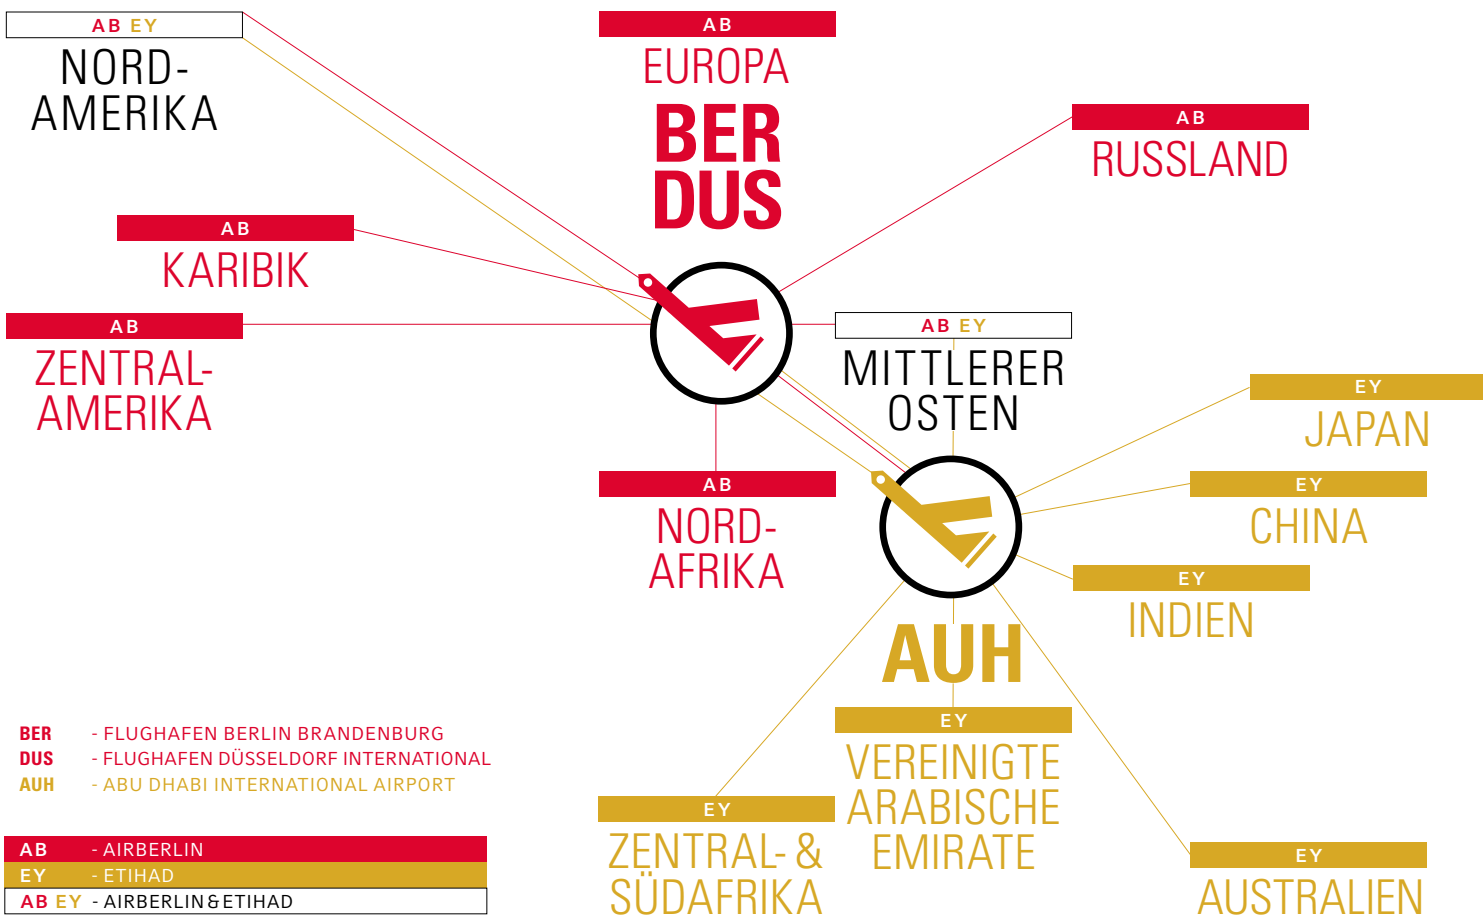 AB EY
NORD-
AMERIKA
AB
EUROPA
BER
DUS
AB
RUSSLAND
AB
KARIBIK
AB
ZENTRAL-
AMERIKA
AB EY
MITTLERER
OSTEN
EY
JAPAN
AB
NORD-
AFRIKA
EY
CHINA
EY
INDIEN
AUH
EY
VEREINIGTE
ARABISCHE
EMIRATE
EY
ZENTRAL- &
SÜDAFRIKA
EY
AUSTRALIEN
BER - FLUGHAFEN BERLIN BRANDENBURG
DUS - FLUGHAFEN DÜSSELDORF INTERNATIONAL
AUH - ABU DHABI INTERNATIONAL AIRPORT
AB - AIRBERLIN
EY - ETIHAD
AB EY - AIRBERLIN & ETIHAD